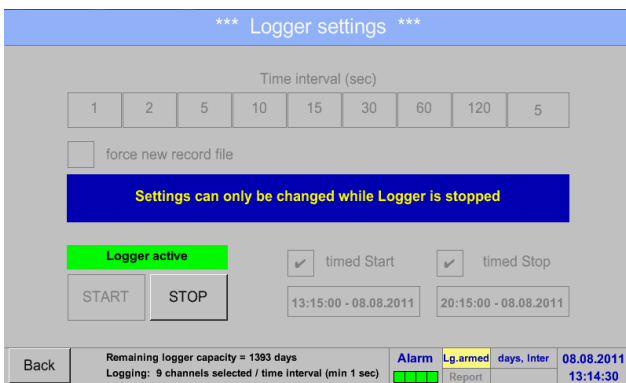 *** Logger settings ***
Time interval (sec)
1 2 5 10 15 30 60 120 5
force new record file
Settings can only be changed while Logger is stopped
Logger active
✔ timed Start ✔ timed Stop
START STOP 13:15:00 - 08.08.2011 20:15:00 - 08.08.2011
Back
Remaining logger capacity = 1393 days
Logging: 9 channels selected / time interval (min 1 sec)
Alarm Lg.armed days, Inter 08.08.2011
Report 13:14:30